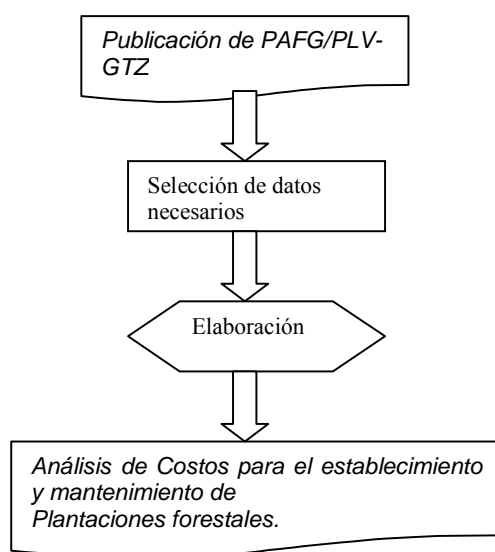 Publicación de PAFG/PLV-
GTZ
Selección de datos
necesarios
Elaboración
Análisis de Costos para el establecimiento
y mantenimiento de
Plantaciones forestales.